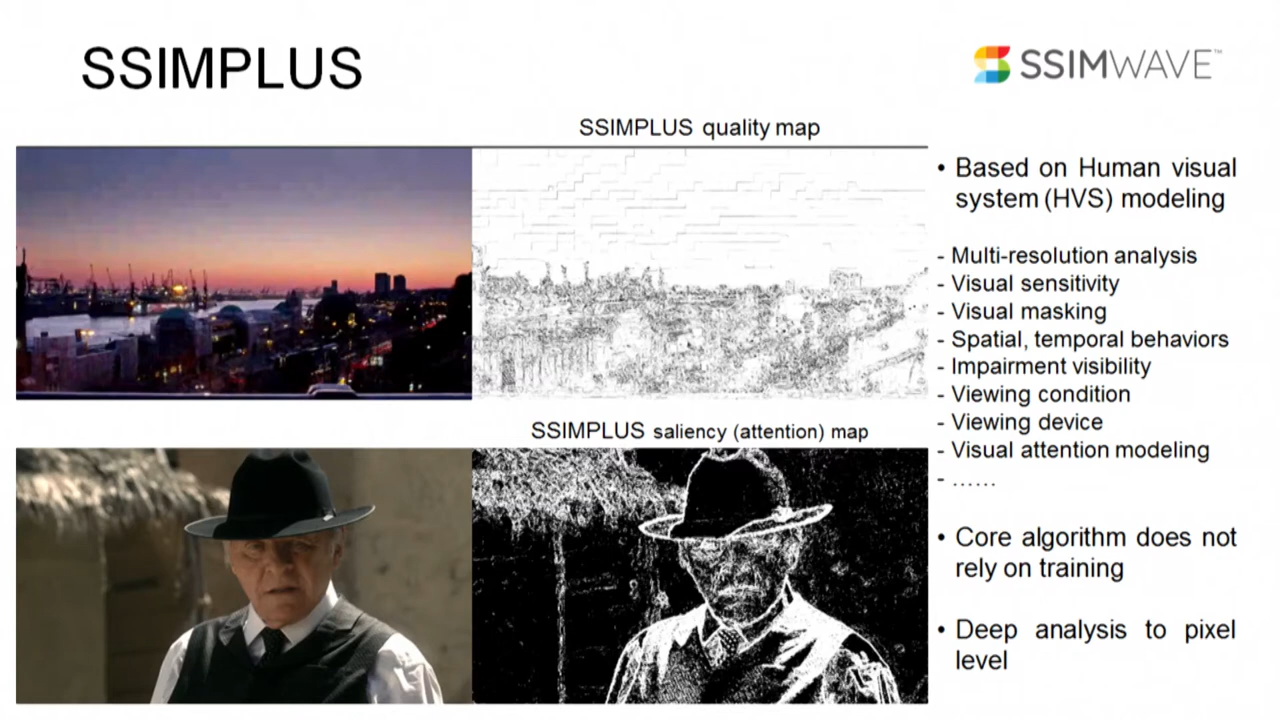 SSIMPLUS
SSIMWAVE™
SSIMPLUS quality map
SSIMPLUS saliency (attention) map
• Based on Human visual
system (HVS) modeling
- Multi-resolution analysis
- Visual sensitivity
- Visual masking
- Spatial, temporal behaviors
- Impairment visibility
- Viewing condition
- Viewing device
- Visual attention modeling
- ......
• Core algorithm does not
rely on training
• Deep analysis to pixel
level